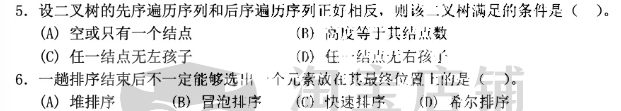 5. 设二叉树的先序遍历序列和后序遍历序列正好相反，则该二叉树满足的条件是（ ）。
(A) 空或只有一个结点 (B) 高度等于其结点数
(C) 任一结点无左孩子 (D) 任一结点无右孩子
6. 一趟排序结束后不一定能够选出一个元素放在其最终位置上的是（ ）。
(A) 堆排序 (B) 冒泡排序 (C) 快速排序 (D) 希尔排序